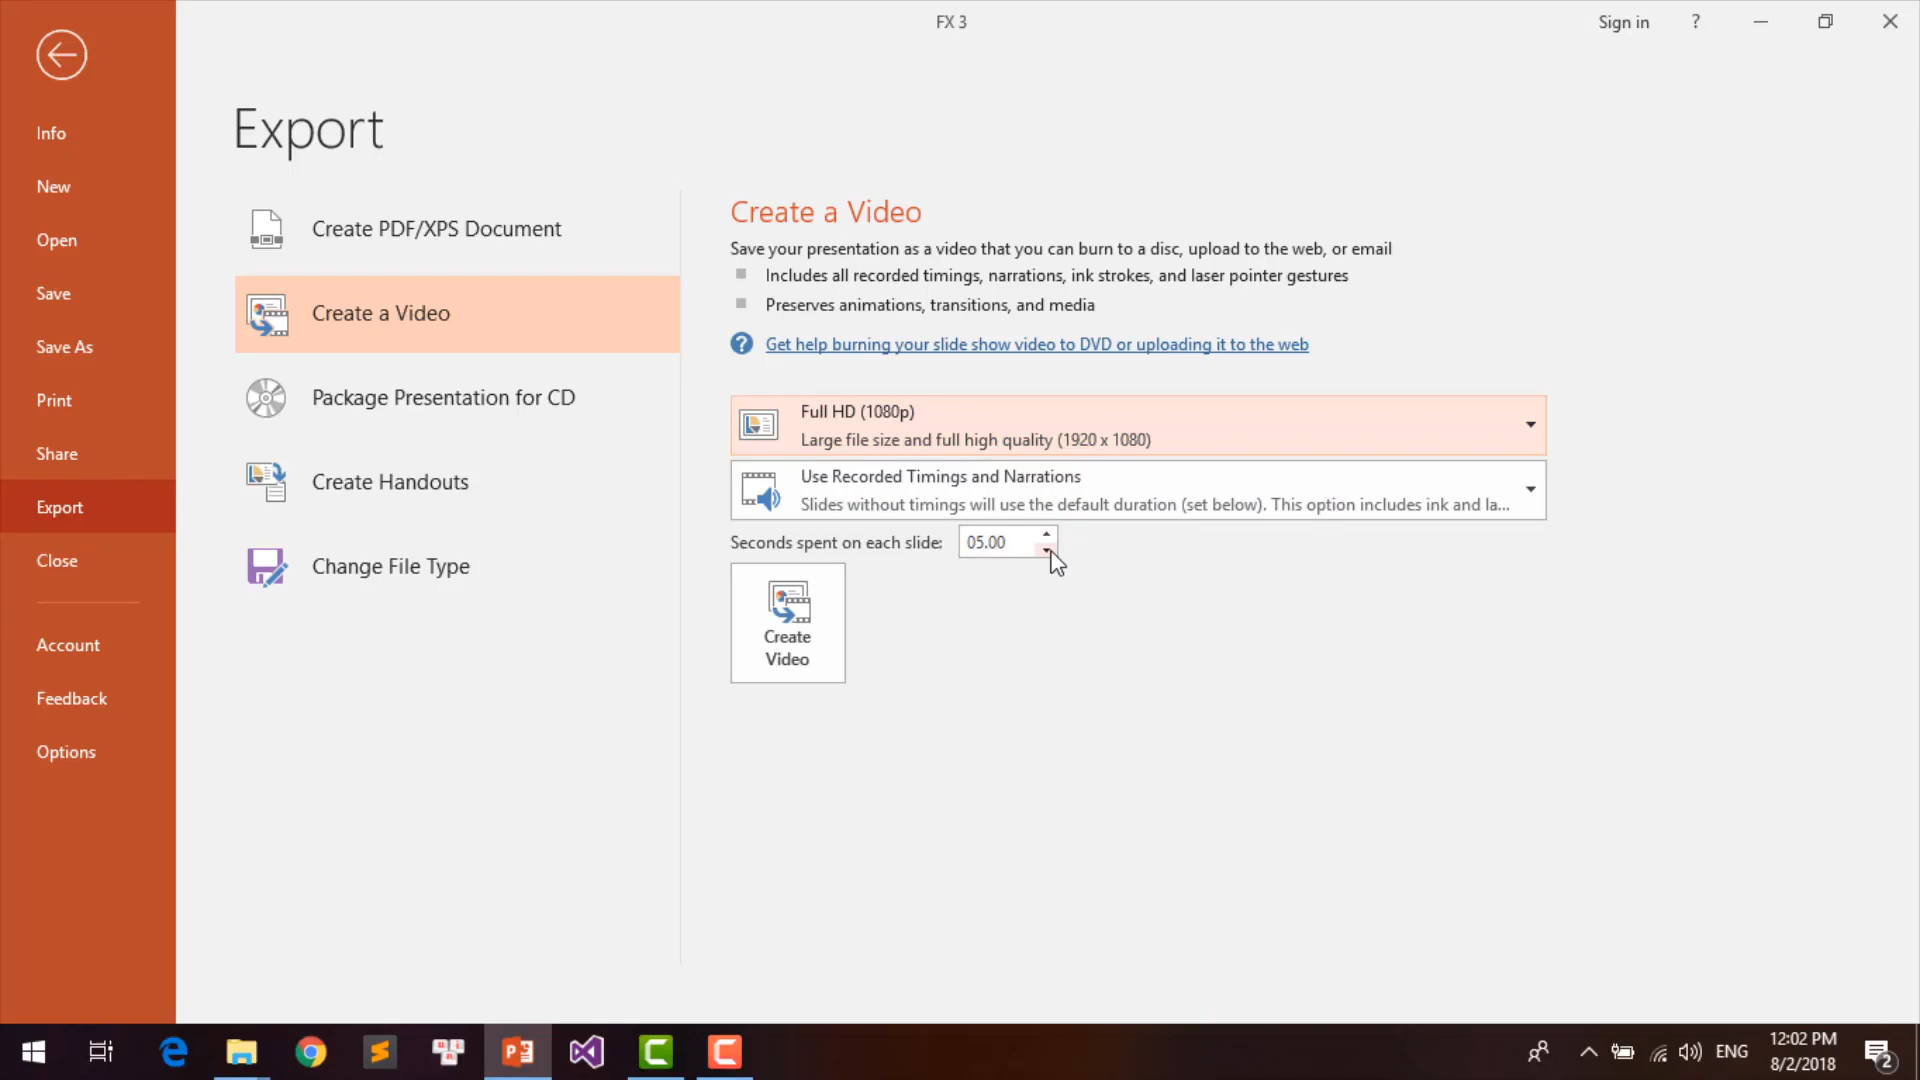 FX 3
Sign in
?
Info
New
Open
Save
Save As
Print
Share
Export
Close
Account
Feedback
Options
Export
Create PDF/XPS Document
Create a Video
Package Presentation for CD
Create Handouts
Change File Type
Create a Video
Save your presentation as a video that you can burn to a disc, upload to the web, or email
Includes all recorded timings, narrations, ink strokes, and laser pointer gestures
Preserves animations, transitions, and media
? Get help burning your slide show video to DVD or uploading it to the web
Full HD (1080p)
Large file size and full high quality (1920 x 1080)
Use Recorded Timings and Narrations
Slides without timings will use the default duration (set below). This option includes ink and la...
Seconds spent on each slide: 05.00
Create
Video
ENG
12:02 PM
8/2/2018
2